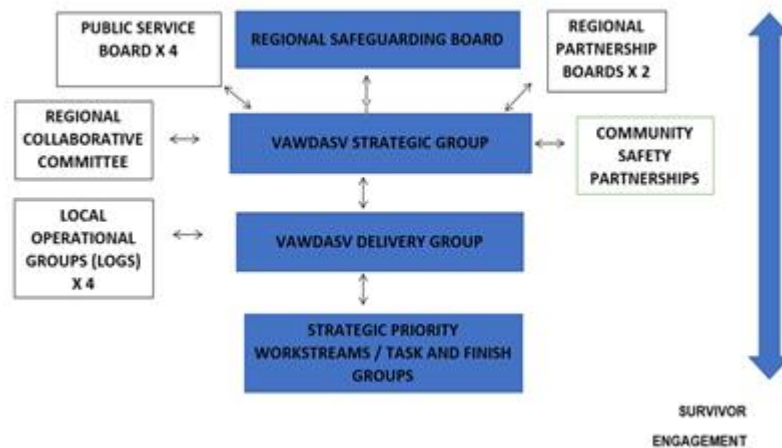 PUBLIC SERVICE
BOARD X 4
REGIONAL SAFEGUARDING BOARD
REGIONAL
PARTNERSHIP
BOARDS X 2
REGIONAL
COLLABORATIVE
COMMITTEE
VAWDASV STRATEGIC GROUP
COMMUNITY
SAFETY
PARTNERSHIPS
LOCAL
OPERATIONAL
GROUPS (LOGS)
X 4
VAWDASV DELIVERY GROUP
STRATEGIC PRIORITY
WORKSTREAMS / TASK AND FINISH
GROUPS
SURVIVOR
ENGAGEMENT